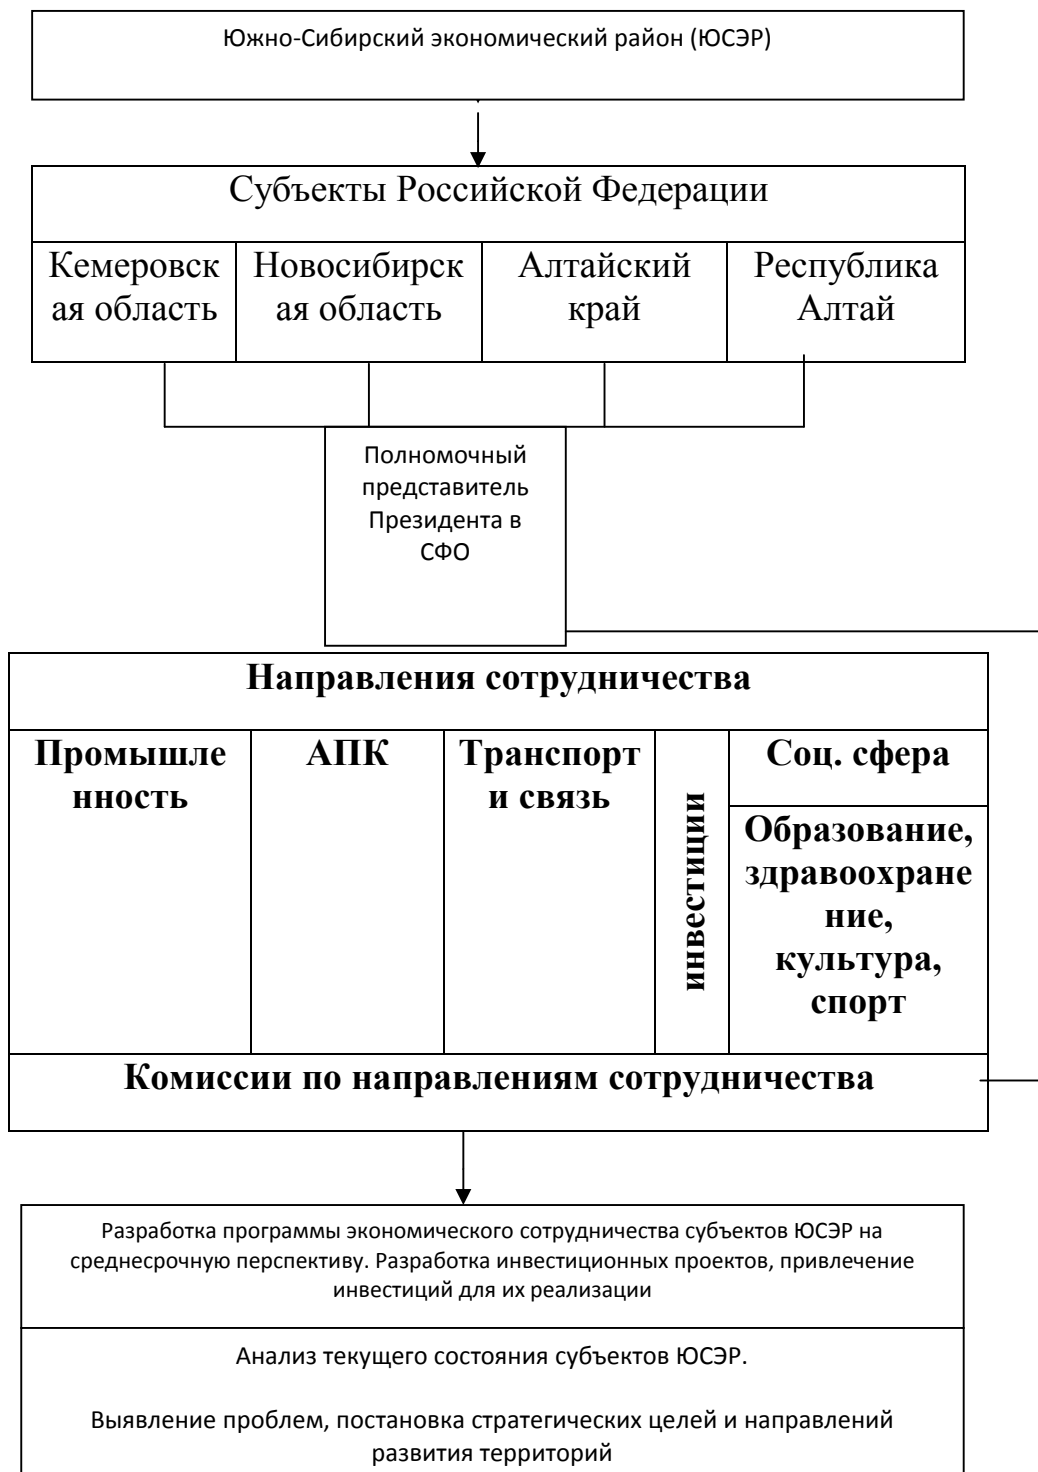 Южно-Сибирский экономический район (ЮСЭР)
Субъекты Российской Федерации
Кемеровск
ая область
Новосибирск
ая область
Алтайский
край
Республика
Алтай
Полномочный
представитель
Президента в
СФО
Направления сотрудничества
Промышле
нность
АПК
Транспорт
и связь
инвестиции
Соц. сфера
Образование,
здравоохране
ние,
культура,
спорт
Комиссии по направлениям сотрудничества
Разработка программы экономического сотрудничества субъектов ЮСЭР на
среднесрочную перспективу. Разработка инвестиционных проектов, привлечение
инвестиций для их реализации
Анализ текущего состояния субъектов ЮСЭР.
Выявление проблем, постановка стратегических целей и направлений
развития территорий